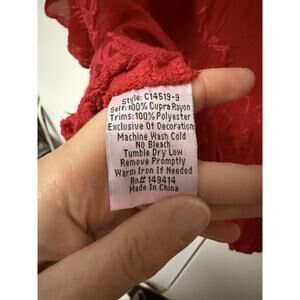 Style: C14519-9
Self: 100% Cupra Rayon
Trims: 100% Polyester
Exclusive Of Decoration
Machine Wash Cold
No Bleach
Tumble Dry Low
Remove Promptly
Warm Iron If Needed
Rn# 149414
Made In China